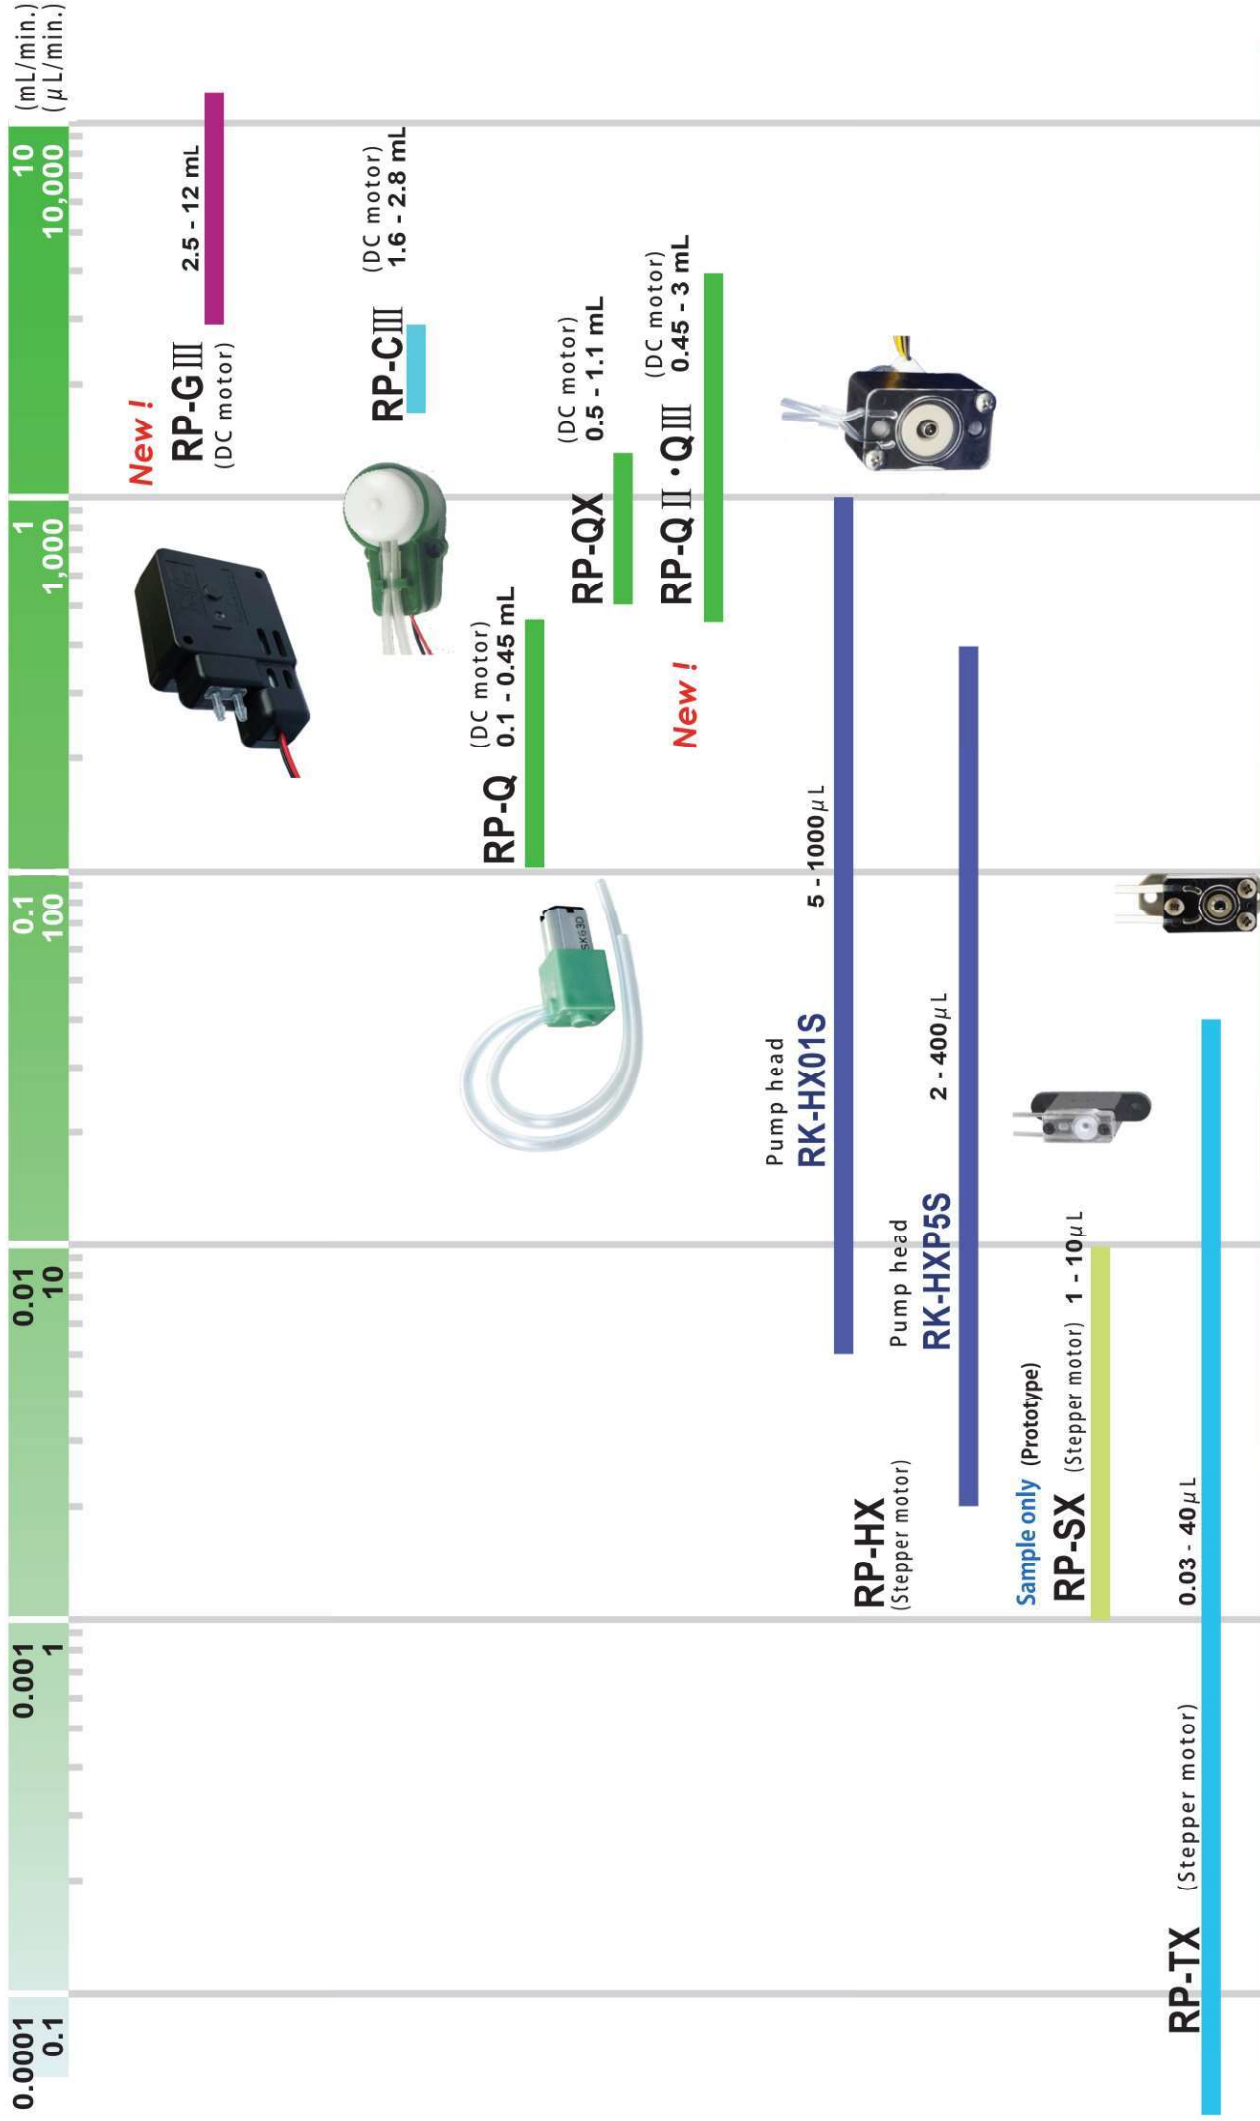 (mL/min.)
(μL/min.)
0.0001 0.001 0.01 0.1 1 10
0.1 1 10 100 1,000 10,000
New !
RP-GⅢ 2.5 - 12 mL
(DC motor)
(DC motor)
RP-CⅢ 1.6 - 2.8 mL
(DC motor)
RP-Q 0.1 - 0.45 mL
SK63D
(DC motor)
RP-QX 0.5 - 1.1 mL
(DC motor)
New ! RP-QⅡ・QⅢ 0.45 - 3 mL
Pump head
RK-HX01S 5 - 1000μL
RP-HX
(Stepper motor)
Pump head
RK-HXP5S 2 - 400μL
Sample only (Prototype)
RP-SX (Stepper motor) 1 - 10μL
RP-TX (Stepper motor) 0.03 - 40μL